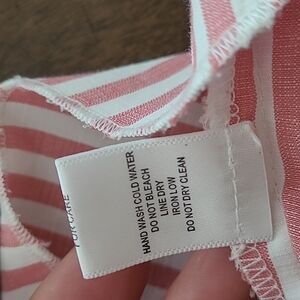 FOR CARE
HAND WASH COLD WATER
DO NOT BLEACH
LINE DRY
IRON LOW
DO NOT DRY CLEAN